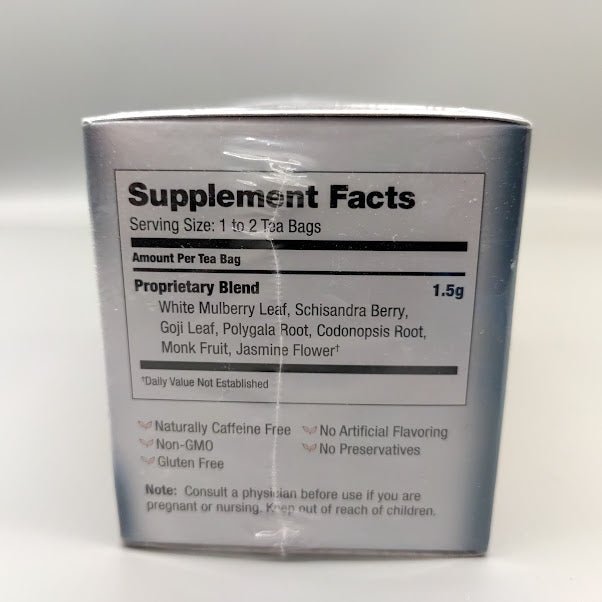 Supplement Facts
Serving Size: 1 to 2 Tea Bags
Amount Per Tea Bag
Proprietary Blend 1.5g
White Mulberry Leaf, Schisandra Berry,
Goji Leaf, Polygala Root, Codonopsis Root,
Monk Fruit, Jasmine Flower†
†Daily Value Not Established
Naturally Caffeine Free No Artificial Flavoring
Non-GMO No Preservatives
Gluten Free
Note: Consult a physician before use if you are
pregnant or nursing. Keep out of reach of children.